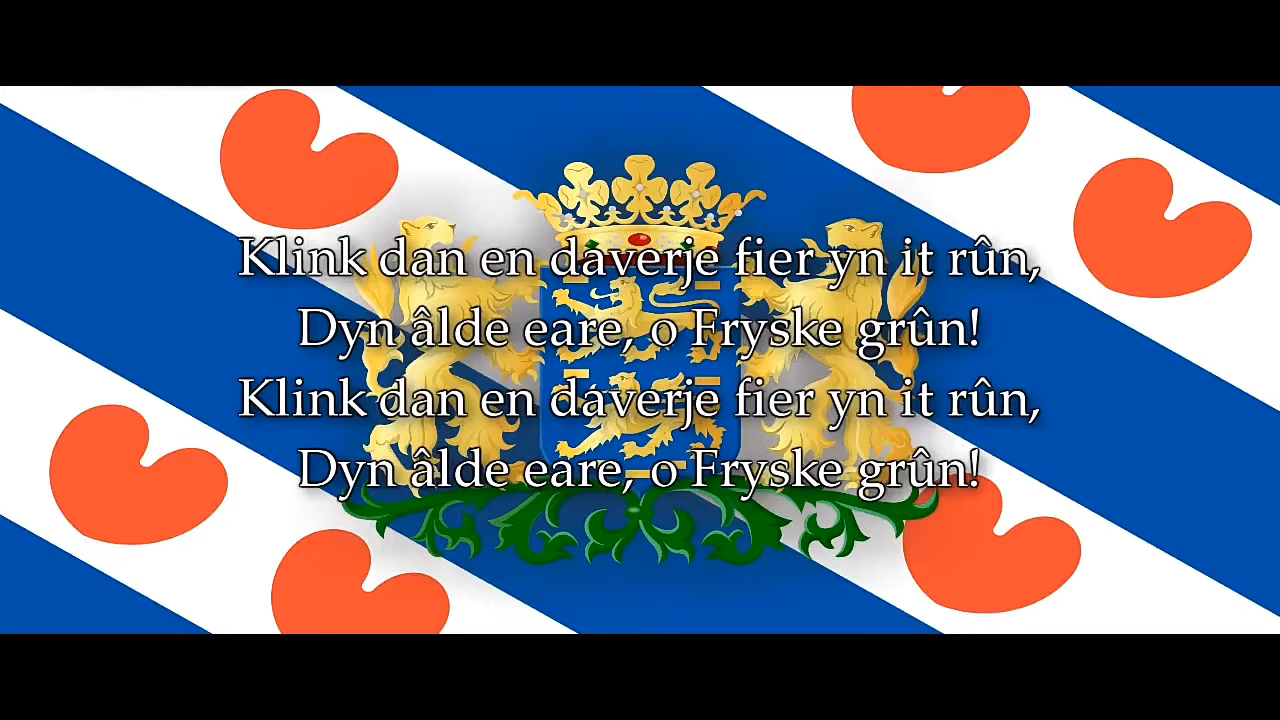 Klink dan en daverje fier yn it rûn,
Dyn âlde eare, o Fryske grûn!
Klink dan en daverje fier yn it rûn,
Dyn âlde eare, o Fryske grûn!